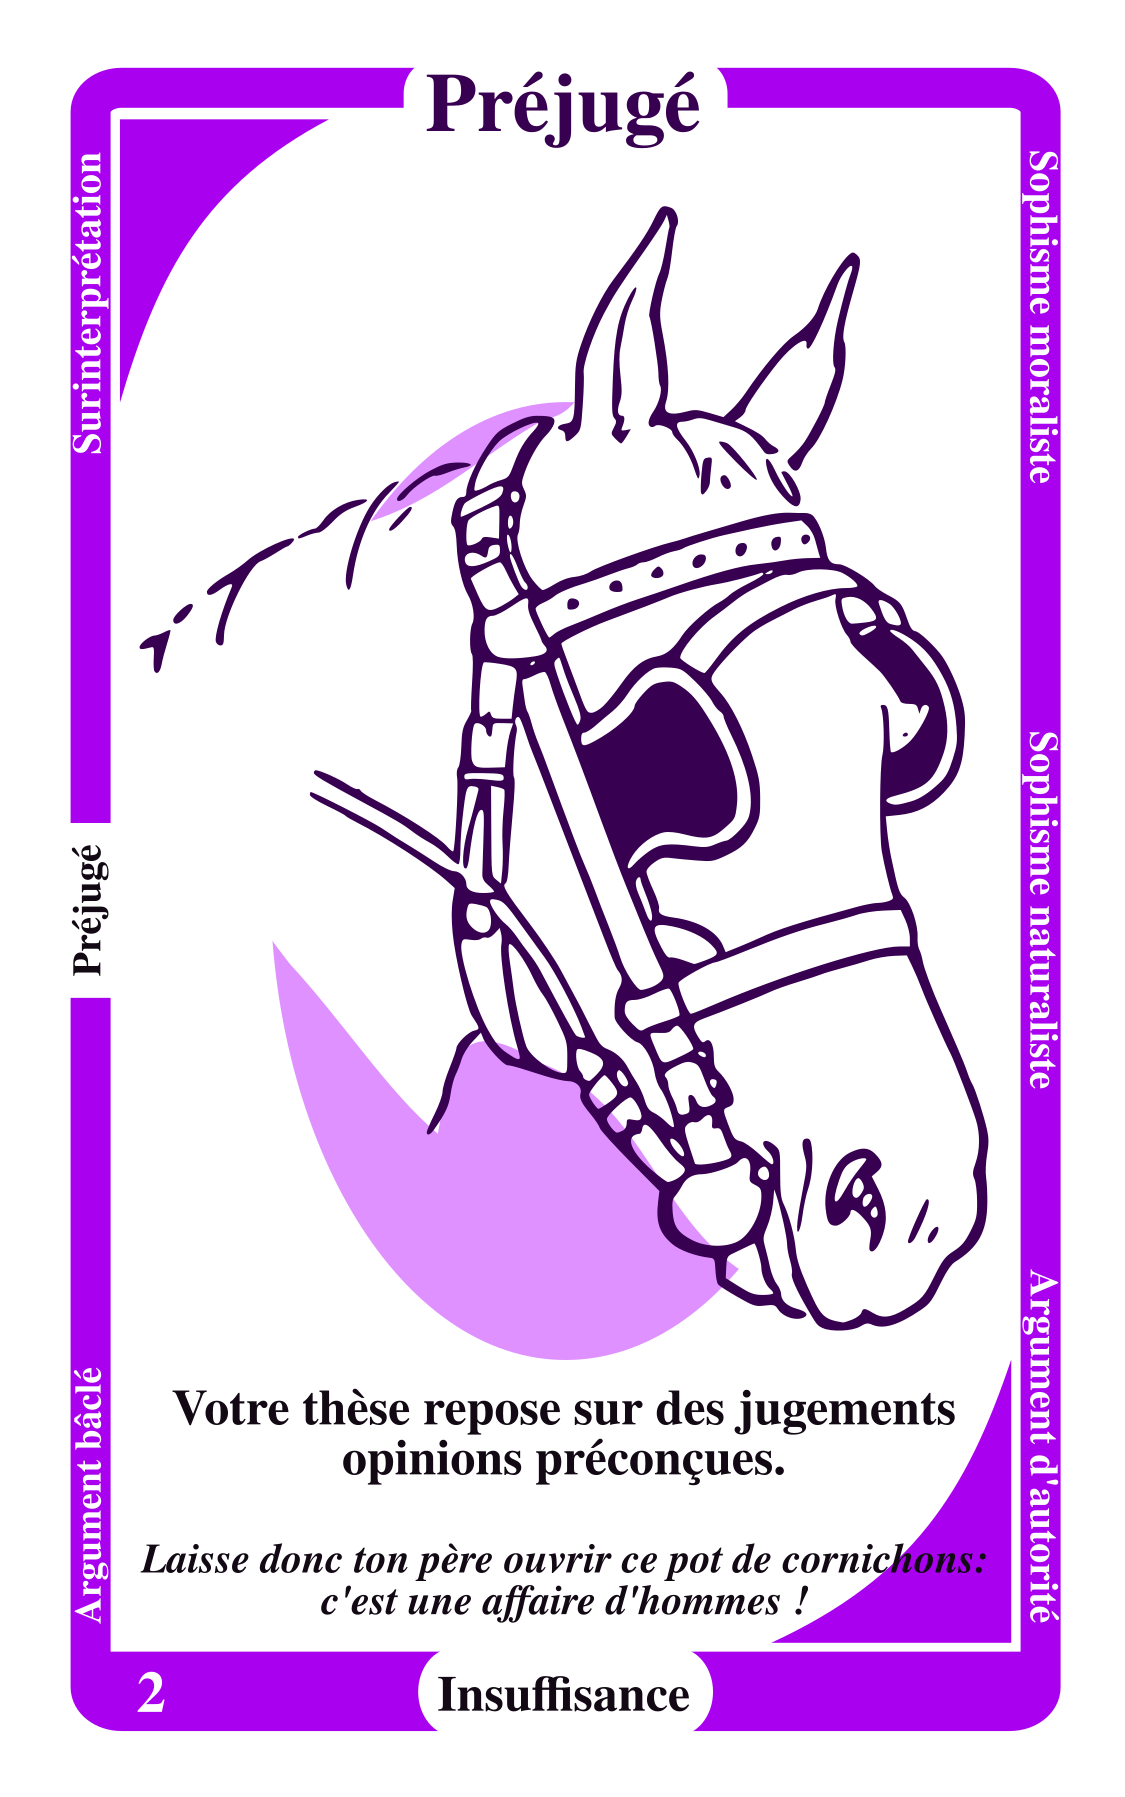 Préjugé
Surinterprétation
Préjugé
Argument bâclé
Sophisme moraliste
Sophisme naturaliste
Argument d'autorité
Votre thèse repose sur des jugements
opinions préconçues.
Laisse donc ton père ouvrir ce pot de cornichons:
c'est une affaire d'hommes !
2
Insuffisance